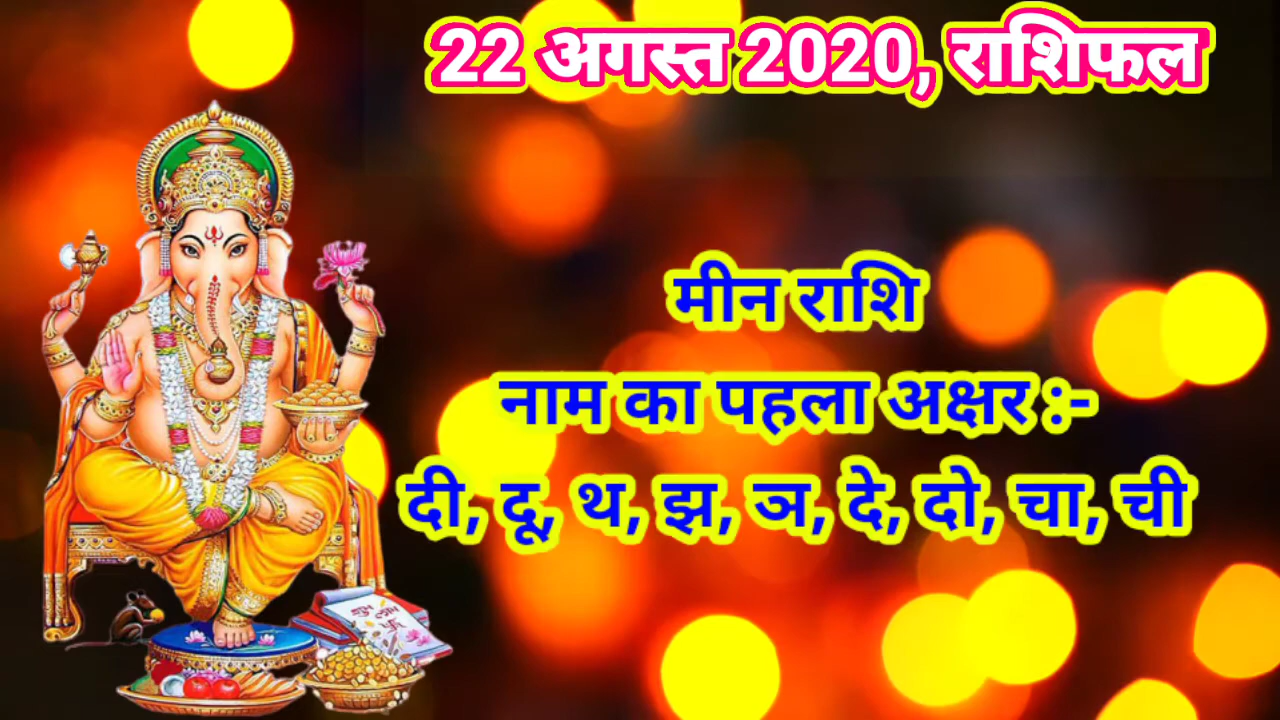 22 अगस्त 2020, राशिफल
मीन राशि
नाम का पहला अक्षर :-
दी, दू, थ, झ, ञ, दे, दो, चा, ची
शुभ लाभ